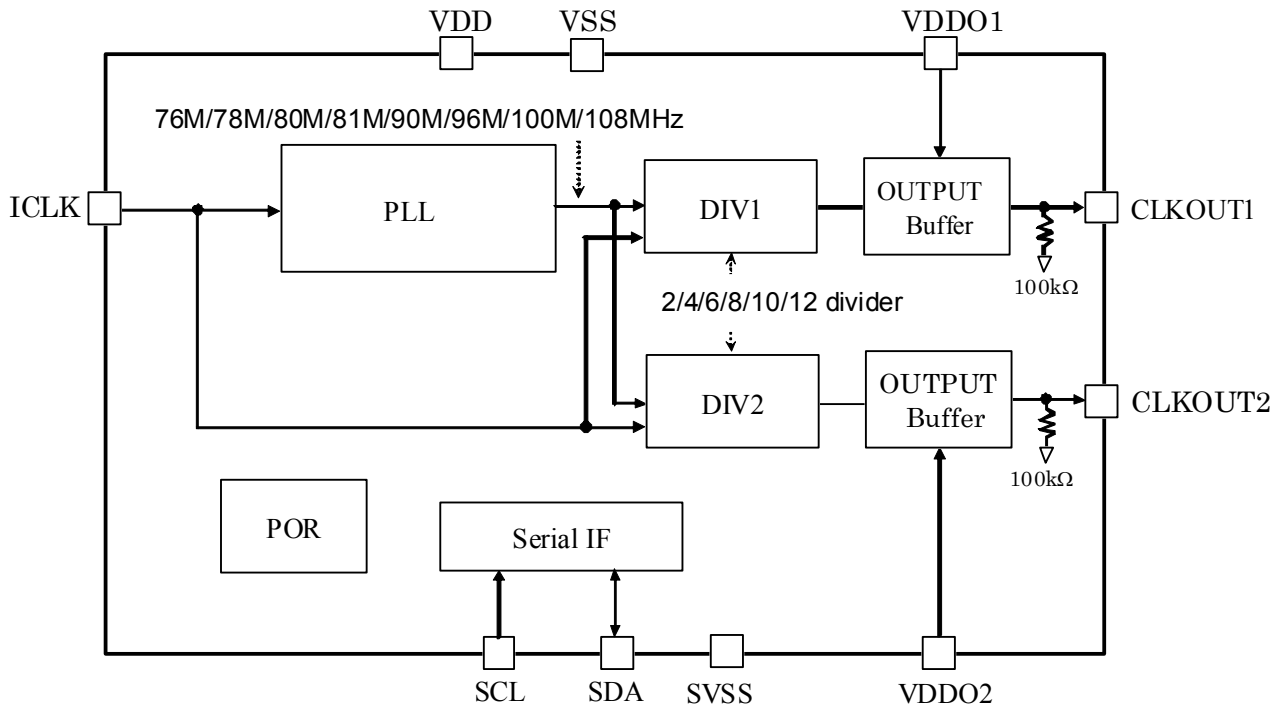 VDD
VSS
VDDO1
76M/78M/80M/81M/90M/96M/100M/108MHz
ICLK
PLL
DIV1
OUTPUT
Buffer
CLKOUT1
100kΩ
2/4/6/8/10/12 divider
DIV2
OUTPUT
Buffer
CLKOUT2
100kΩ
POR
Serial IF
SCL
SDA
SVSS
VDDO2